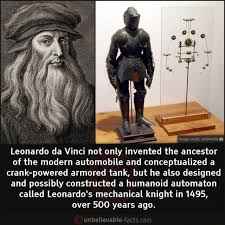 Leonardo da Vinci not only invented the ancestor
of the modern automobile and conceptualized a
crank-powered armored tank, but he also designed
and possibly constructed a humanoid automaton
called Leonardo's mechanical knight in 1495,
over 500 years ago.
unbelievable-facts.com